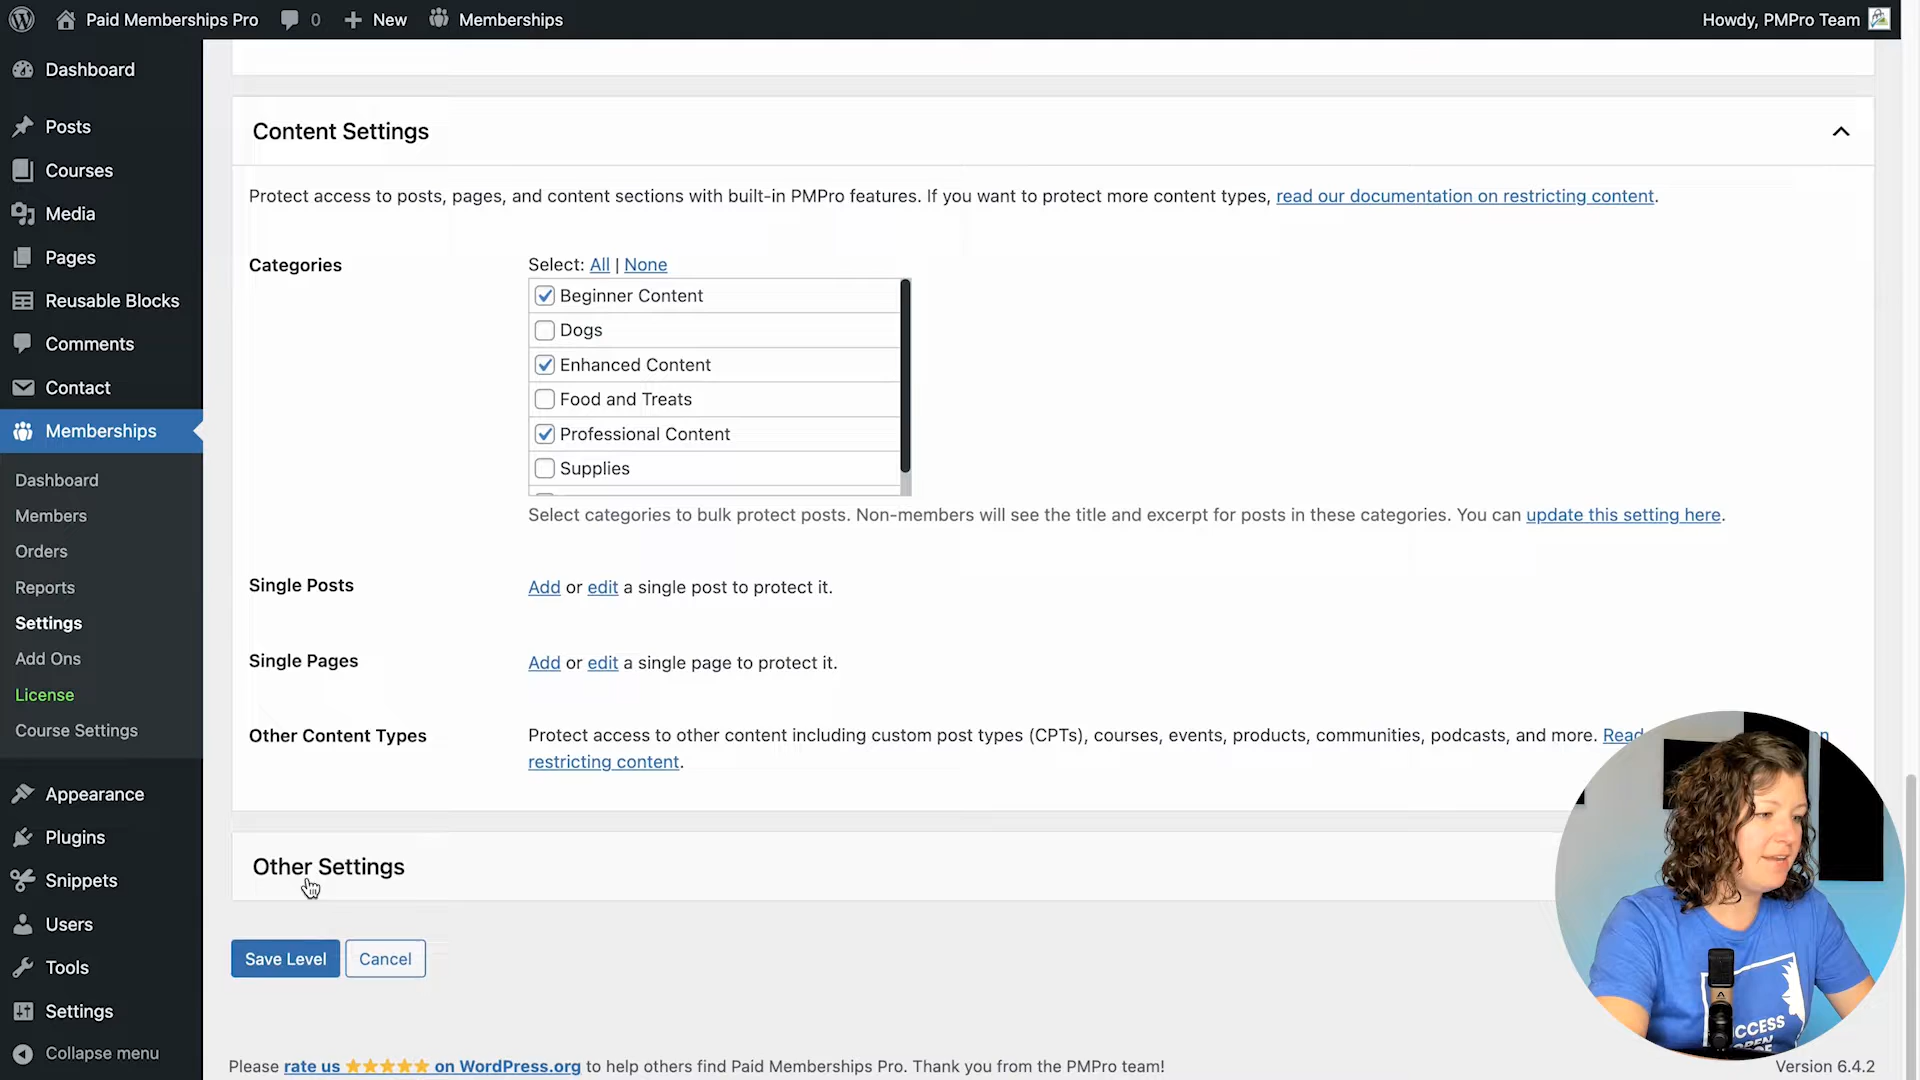 Paid Memberships Pro 0 New Memberships Howdy, PMPro Team
Dashboard
Posts
Courses
Media
Pages
Reusable Blocks
Comments
Contact
Memberships
Dashboard
Members
Orders
Reports
Settings
Add Ons
License
Course Settings
Appearance
Plugins
Snippets
Users
Tools
Settings
Collapse menu
Content Settings
Protect access to posts, pages, and content sections with built-in PMPro features. If you want to protect more content types, read our documentation on restricting content.
Categories
Select: All | None
Beginner Content
Dogs
Enhanced Content
Food and Treats
Professional Content
Supplies
Select categories to bulk protect posts. Non-members will see the title and excerpt for posts in these categories. You can update this setting here.
Single Posts
Add or edit a single post to protect it.
Single Pages
Add or edit a single page to protect it.
Other Content Types
Protect access to other content including custom post types (CPTs), courses, events, products, communities, podcasts, and more. Read
restricting content.
Other Settings
Save Level Cancel
Please rate us ★★★★★ on WordPress.org to help others find Paid Memberships Pro. Thank you from the PMPro team!
Version 6.4.2